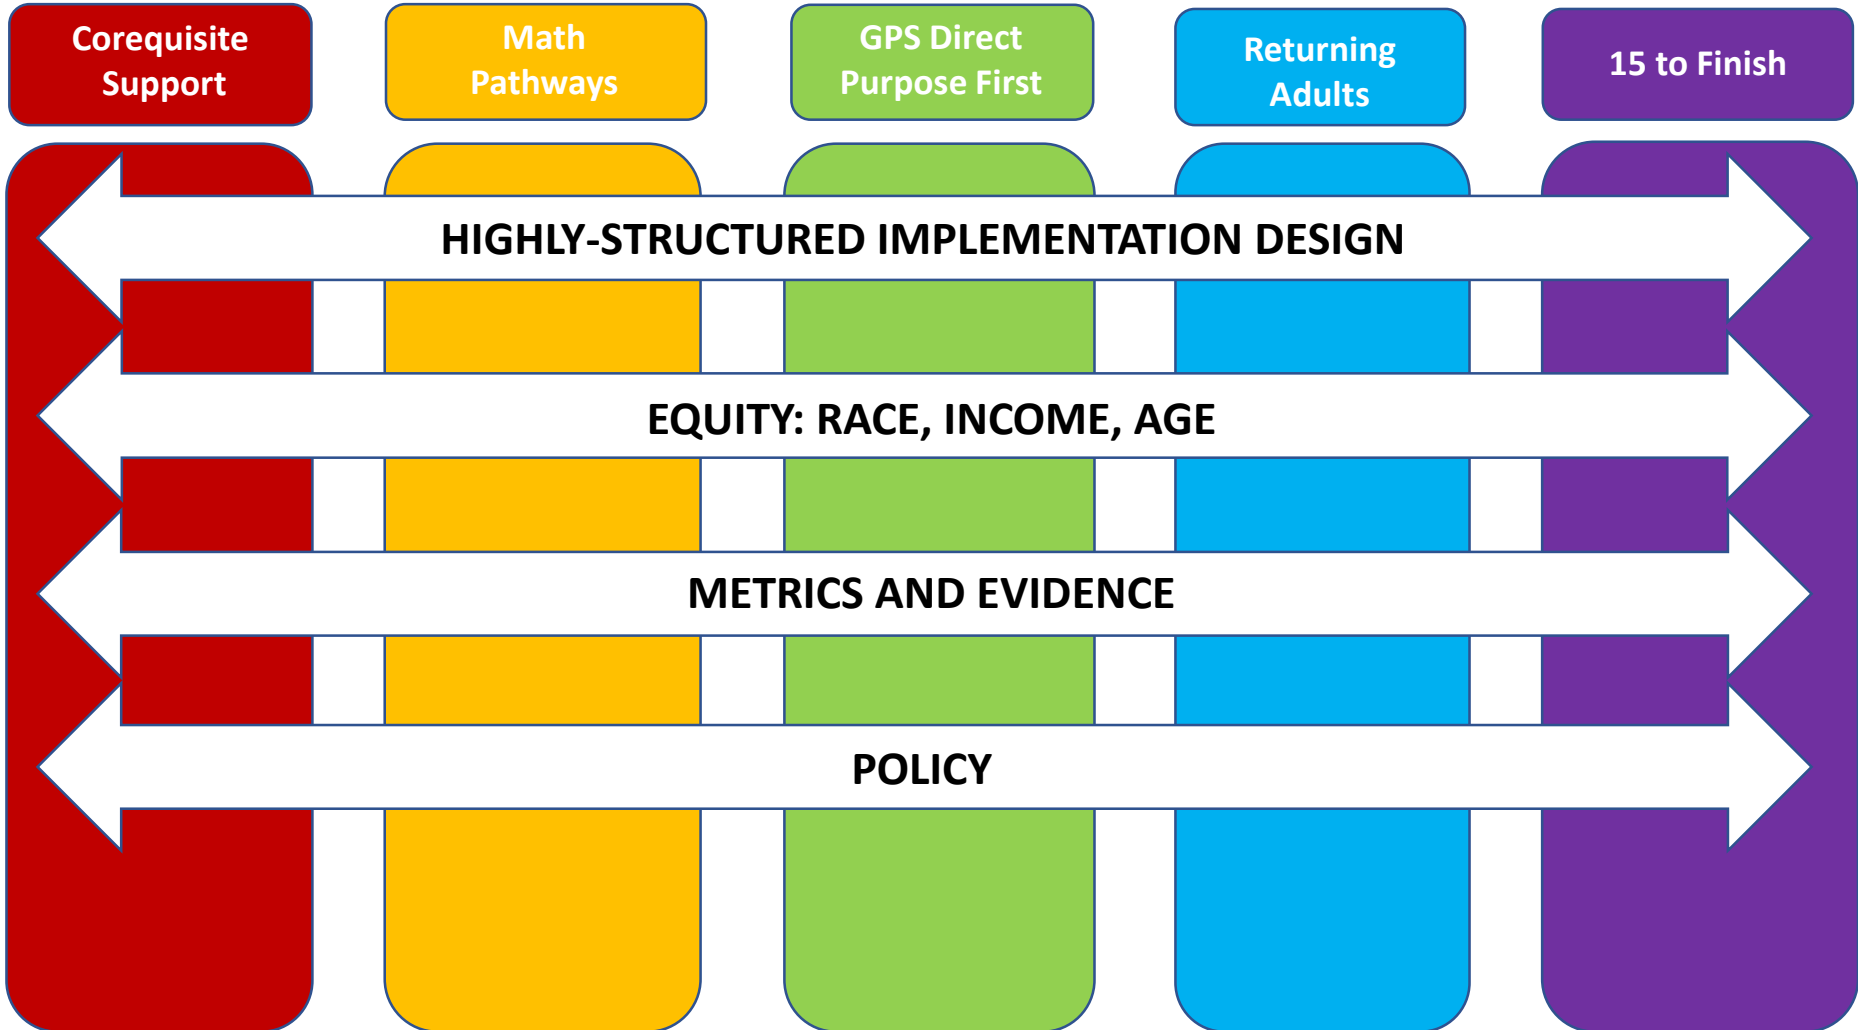 Corequisite
Support
Math
Pathways
GPS Direct
Purpose First
Returning
Adults
15 to Finish
HIGHLY-STRUCTURED IMPLEMENTATION DESIGN
EQUITY: RACE, INCOME, AGE
METRICS AND EVIDENCE
POLICY